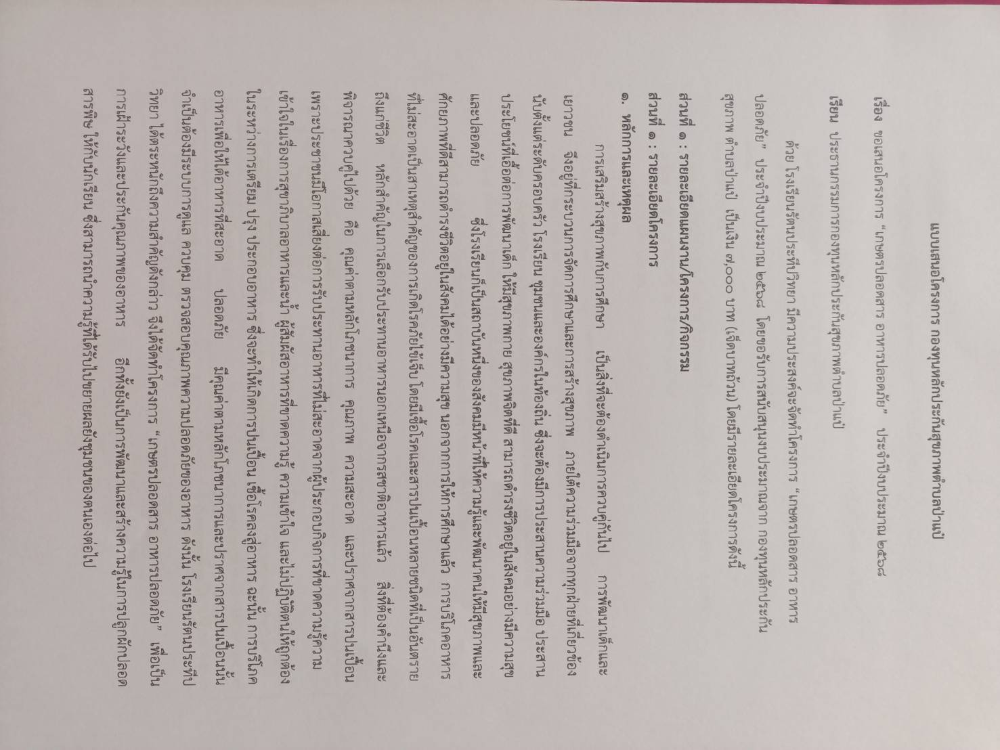 แบบเสนอโครงการ กองทุนหลักประกันสุขภาพตำบลป่าแป๋
เรื่อง ขอเสนอโครงการ “เกษตรปลอดสาร อาหารปลอดภัย” ประจำปีงบประมาณ ๒๕๖๘
เรียน ประธานกรรมการกองทุนหลักประกันสุขภาพตำบลป่าแป๋
ด้วย โรงเรียนรัตนประทีปวิทยา มีความประสงค์จะจัดทำโครงการ “เกษตรปลอดสาร อาหาร
ปลอดภัย” ประจำปีงบประมาณ ๒๕๖๘ โดยขอรับการสนับสนุนงบประมาณจาก กองทุนหลักประกัน
สุขภาพ ตำบลป่าแป๋ เป็นเงิน ๗,๐๐๐ บาท (เจ็ดบาทถ้วน) โดยมีรายละเอียดโครงการดังนี้
ส่วนที่ ๑ : รายละเอียดแผนงาน/โครงการ/กิจกรรม
ส่วนที่ ๑ : รายละเอียดโครงการ
๑. หลักการและเหตุผล
การเสริมสร้างสุขภาพกับการศึกษา เป็นสิ่งที่จะต้องดำเนินการควบคู่กันไป การพัฒนาเด็กและ
เยาวชน จึงอยู่ที่กระบวนการจัดการศึกษาและการสร้างสุขภาพ ภายใต้ความร่วมมือจากทุกฝ่ายที่เกี่ยวข้อง
นับตั้งแต่ระดับครอบครัว โรงเรียน ชุมชนและองค์กรในท้องถิ่น ซึ่งจะต้องมีการประสานความร่วมมือ ประสาน
ประโยชน์ที่เอื้อต่อการพัฒนาเด็ก ให้มีสุขภาพกาย สุขภาพจิตที่ดี สามารถดำรงชีวิตอยู่ในสังคมอย่างมีความสุข
และปลอดภัย ซึ่งโรงเรียนก็เป็นสถาบันหนึ่งของสังคมมีหน้าที่ให้ความรู้และพัฒนาคนให้มีสุขภาพและ
ศักยภาพที่ดีสามารถดำรงชีวิตอยู่ในสังคมได้อย่างมีความสุข นอกจากการให้การศึกษาแล้ว การบริโภคอาหาร
ที่ไม่สะอาดเป็นสาเหตุสำคัญของการเกิดโรคภัยไข้เจ็บ โดยมีเชื้อโรคและสารปนเปื้อนหลายชนิดที่เป็นอันตราย
ถึงแก่ชีวิต หลักสำคัญในการเลือกรับประทานอาหารนอกเหนือจากรสชาติอาหารแล้ว สิ่งที่ต้องคำนึงและ
พิจารณาควบคู่ไปด้วย คือ คุณค่าตามหลักโภชนาการ คุณภาพ ความสะอาด และปราศจากสารปนเปื้อน
เพราะประชาชนมีโอกาสเสี่ยงต่อการรับประทานอาหารที่ไม่สะอาดจากผู้ประกอบกิจการที่ขาดความรู้ความ
เข้าใจในเรื่องการสุขาภิบาลอาหารและน้ำ ผู้สัมผัสอาหารที่ขาดความรู้ ความเข้าใจ และไม่ปฏิบัติตนให้ถูกต้อง
ในระหว่างการเตรียม ปรุง ประกอบอาหาร ซึ่งจะทำให้เกิดการปนเปื้อน เชื้อโรคลงสู่อาหาร ฉะนั้น การบริโภค
อาหารเพื่อให้ได้อาหารที่สะอาด ปลอดภัย มีคุณค่าตามหลักโภชนาการและปราศจากสารปนเปื้อนนั้น
จำเป็นต้องมีระบบการดูแล ควบคุม ตรวจสอบคุณภาพความปลอดภัยของอาหาร ดังนั้น โรงเรียนรัตนประทีป
วิทยา ได้ตระหนักถึงความสำคัญดังกล่าว จึงได้จัดทำโครงการ “เกษตรปลอดสาร อาหารปลอดภัย” เพื่อเป็น
การเฝ้าระวังและประกันคุณภาพของอาหาร อีกทั้งยังเป็นการพัฒนาและสร้างความรู้ในการปลูกผักปลอด
สารพิษ ให้กับนักเรียน ซึ่งสามารถนำความรู้ที่ได้รับไปขยายผลยังชุมชนของตนเองต่อไป